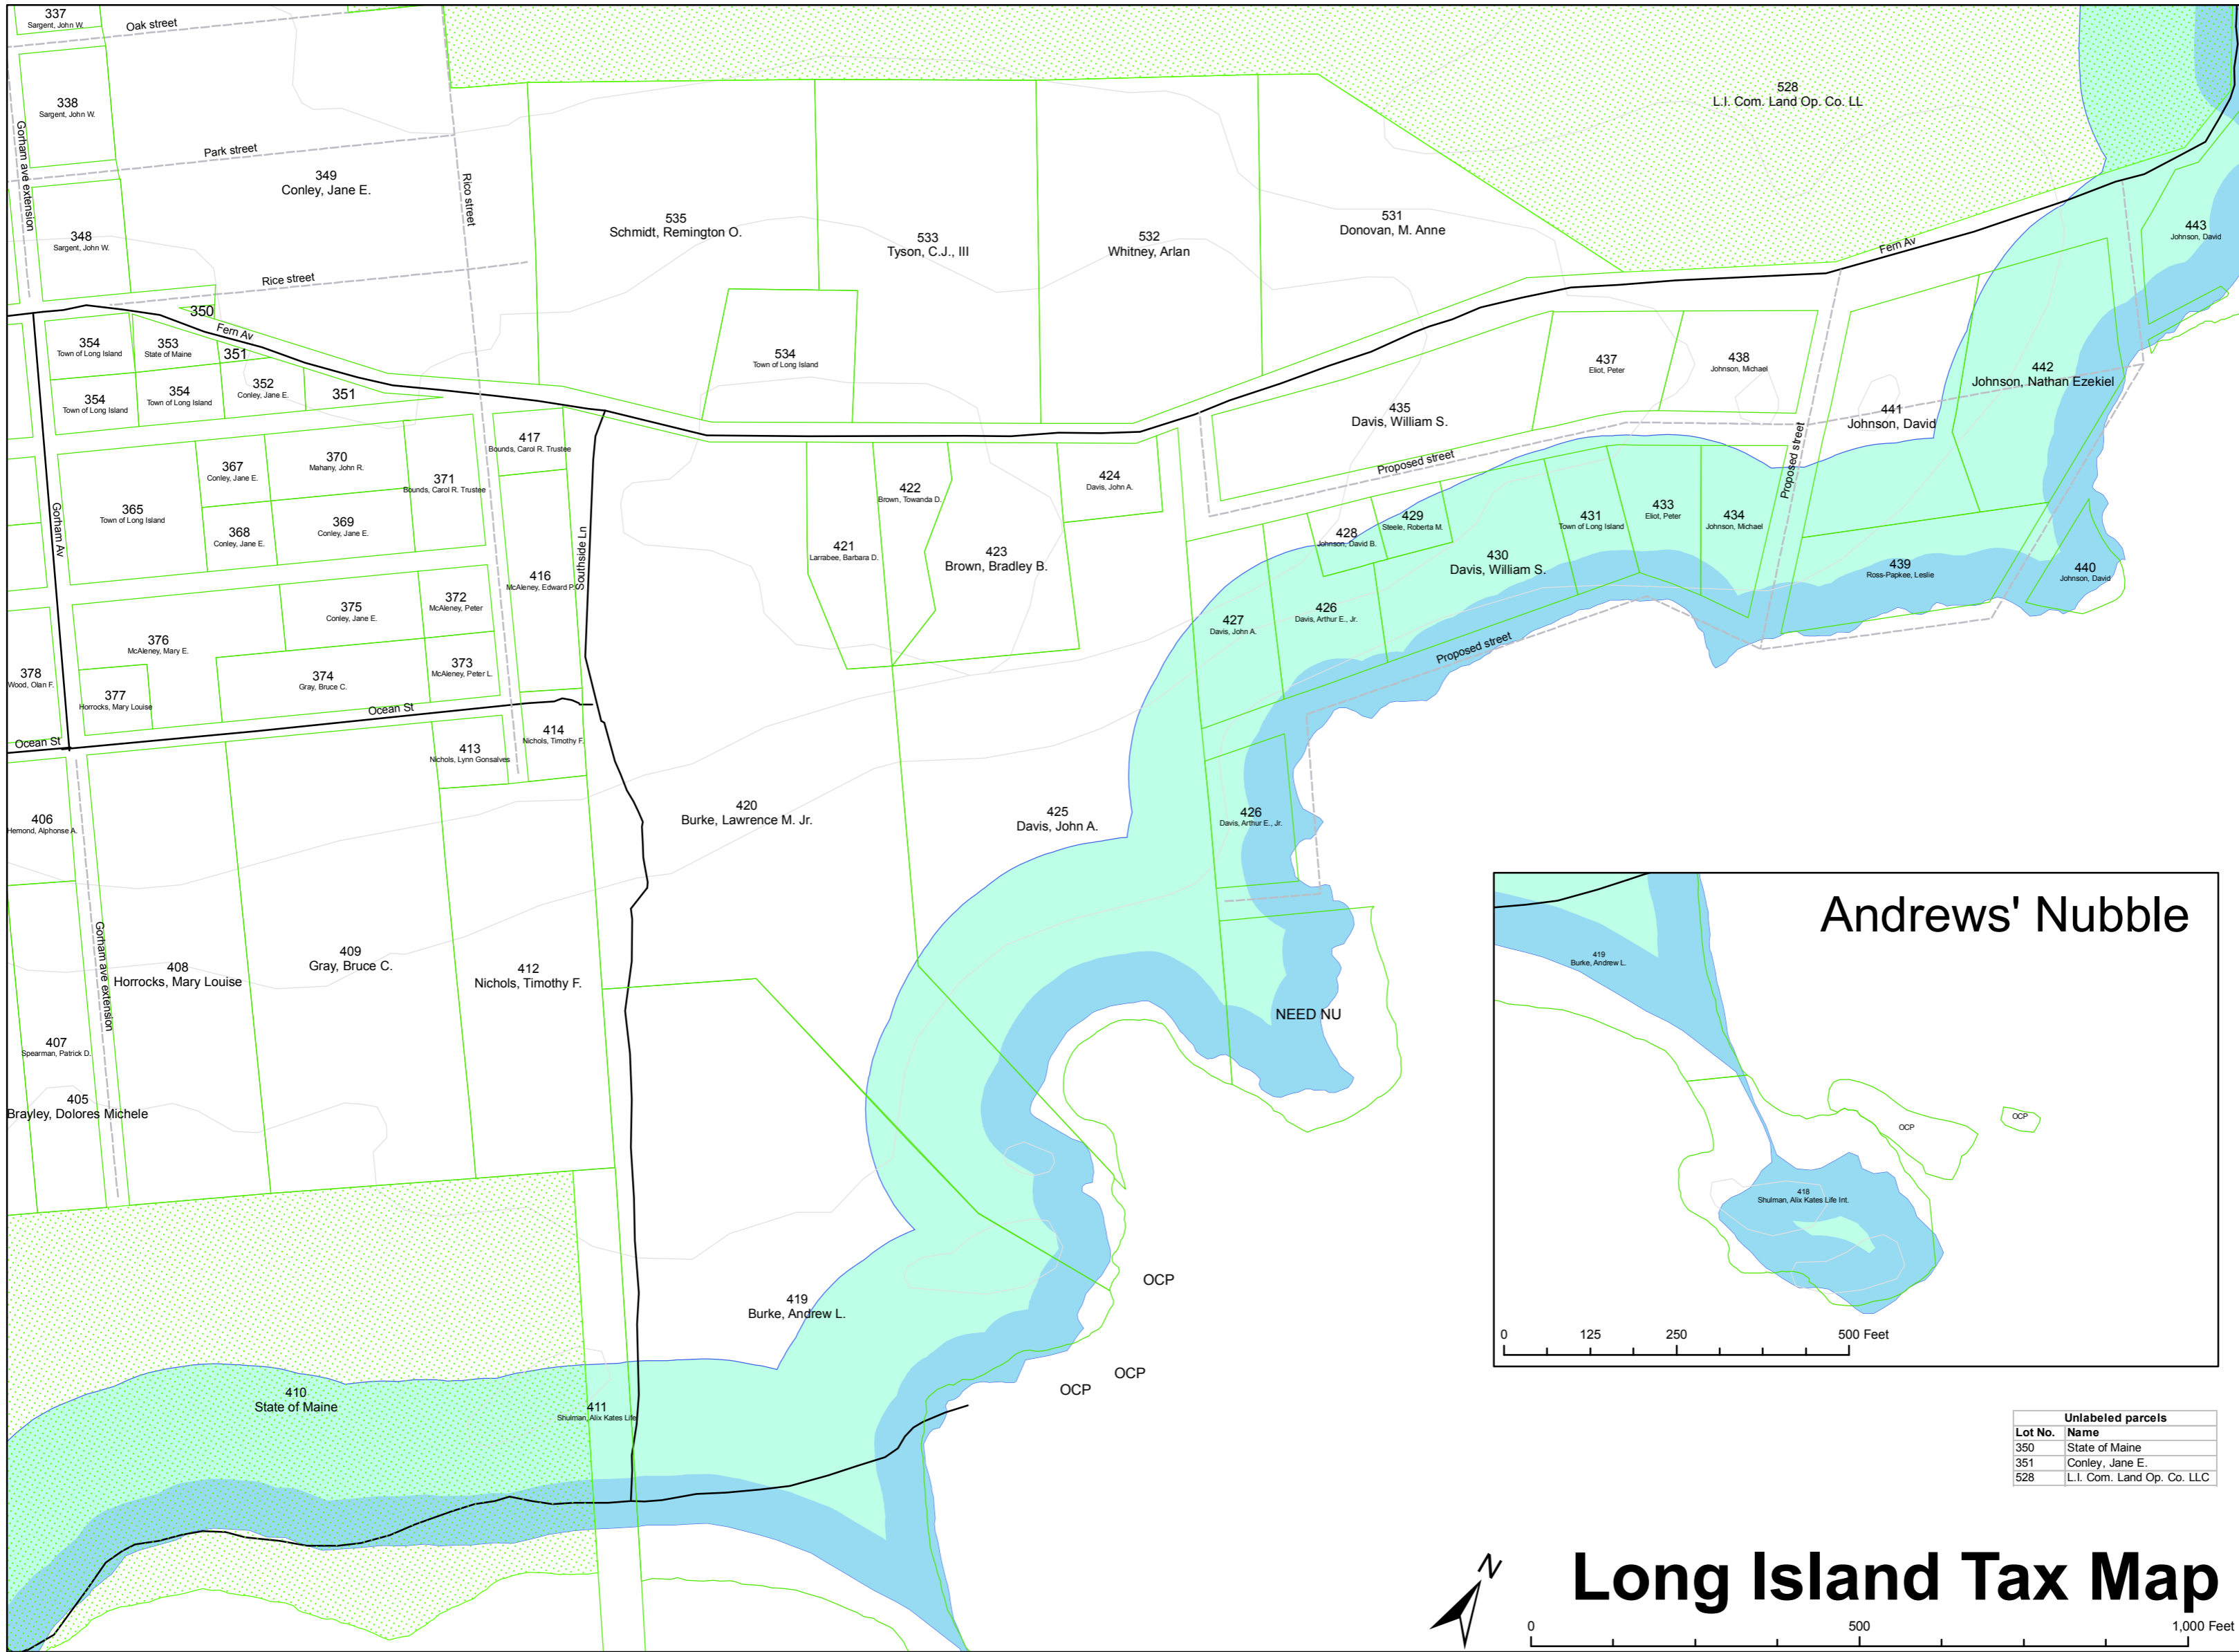 337
Sargent, John W.
Oak street
338
Sargent, John W.
Gorham ave extension
Park street
349
Conley, Jane E.
Rico street
348
Sargent, John W.
Rice street
350
Fern Av
528
L.I. Com. Land Op. Co. LL
535
Schmidt, Remington O.
533
Tyson, C.J., III
532
Whitney, Arlan
531
Donovan, M. Anne
Fern Av
443
Johnson, David
354
Town of Long Island
353
State of Maine
351
534
Town of Long Island
437
Eliot, Peter
438
Johnson, Michael
442
Johnson, Nathan Ezekiel
354
Town of Long Island
354
Town of Long Island
352
Conley, Jane E.
351
435
Davis, William S.
441
Johnson, David
417
Bounds, Carol R. Trustee
367
Conley, Jane E.
370
Mahany, John R.
371
Bounds, Carol R. Trustee
Proposed street
Proposed street
365
Town of Long Island
368
Conley, Jane E.
369
Conley, Jane E.
Gorham Av
Southside Ln
421
Larrabee, Barbara D.
422
Brown, Towanda D.
423
Brown, Bradley B.
424
Davis, John A.
428
Johnson, David B.
429
Steele, Roberta M.
430
Davis, William S.
431
Town of Long Island
433
Eliot, Peter
434
Johnson, Michael
439
Ross-Papkee, Leslie
440
Johnson, David
416
McAleney, Edward P.
375
Conley, Jane E.
372
McAleney, Peter
376
McAleney, Mary E.
427
Davis, John A.
426
Davis, Arthur E., Jr.
Proposed street
378
Wood, Olan F.
377
Horrocks, Mary Louise
374
Gray, Bruce C.
373
McAleney, Peter L.
Ocean St
Ocean St
413
Nichols, Lynn Gonsalves
414
Nichols, Timothy F.
406
Hemond, Alphonse A.
420
Burke, Lawrence M. Jr.
425
Davis, John A.
426
Davis, Arthur E., Jr.
Gorham ave extension
408
Horrocks, Mary Louise
409
Gray, Bruce C.
412
Nichols, Timothy F.
NEED NU
407
Spearman, Patrick D.
405
Brayley, Dolores Michele
419
Burke, Andrew L.
OCP
OCP
OCP
410
State of Maine
411
Shulman, Alix Kates Life
Andrews' Nubble
419
Burke, Andrew L.
OCP
OCP
418
Shulman, Alix Kates Life Int.
0 125 250 500 Feet
Unlabeled parcels
Lot No. Name
350 State of Maine
351 Conley, Jane E.
528 L.I. Com. Land Op. Co. LLC
N
Long Island Tax Map
0 500 1,000 Feet